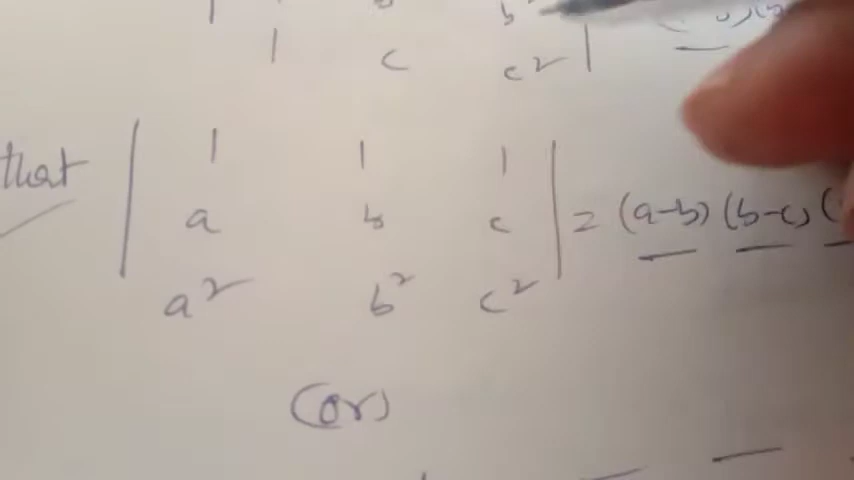 1 c c²
that | 1 1 1 |
a b c = (a-b) (b-c) (
a² b² c²
(or)